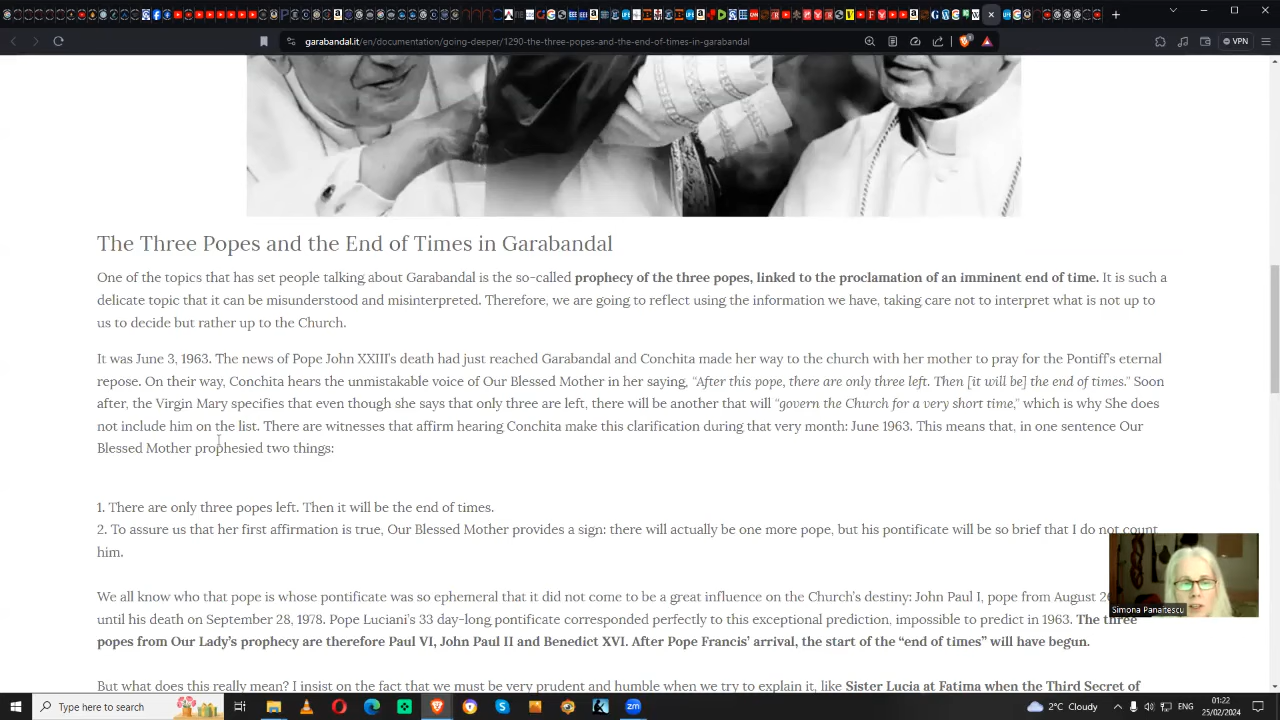 garabandal.it/en/documentation/going-deeper/1290-the-three-popes-and-the-end-of-times-in-garabandal
VPN
The Three Popes and the End of Times in Garabandal
One of the topics that has set people talking about Garabandal is the so-called prophecy of the three popes, linked to the proclamation of an imminent end of time. It is such a
delicate topic that it can be misunderstood and misinterpreted. Therefore, we are going to reflect using the information we have, taking care not to interpret what is not up to
us to decide but rather up to the Church.
It was June 3, 1963. The news of Pope John XXIII's death had just reached Garabandal and Conchita made her way to the church with her mother to pray for the Pontiff's eternal
repose. On their way, Conchita hears the unmistakable voice of Our Blessed Mother in her saying, "After this pope, there are only three left. Then [it will be] the end of times." Soon
after, the Virgin Mary specifies that even though she says that only three are left, there will be another that will "govern the Church for a very short time," which is why She does
not include him on the list. There are witnesses that affirm hearing Conchita make this clarification during that very month: June 1963. This means that, in one sentence Our
Blessed Mother prophesied two things:
1. There are only three popes left. Then it will be the end of times.
2. To assure us that her first affirmation is true, Our Blessed Mother provides a sign: there will actually be one more pope, but his pontificate will be so brief that I do not count
him.
We all know who that pope is whose pontificate was so ephemeral that it did not come to be a great influence on the Church's destiny: John Paul I, pope from August
until his death on September 28, 1978. Pope Luciani's 33 day-long pontificate corresponded perfectly to this exceptional prediction, impossible to predict in 1963. The three
popes from Our Lady's prophecy are therefore Paul VI, John Paul II and Benedict XVI. After Pope Francis' arrival, the start of the "end of times" will have begun.
But what does this really mean? I insist on the fact that we must be very prudent and humble when we try to explain it, like Sister Lucia at Fatima when the Third Secret of
Simona Panaitescu
Type here to search
2°C Cloudy
ENG
01:22
25/02/2024